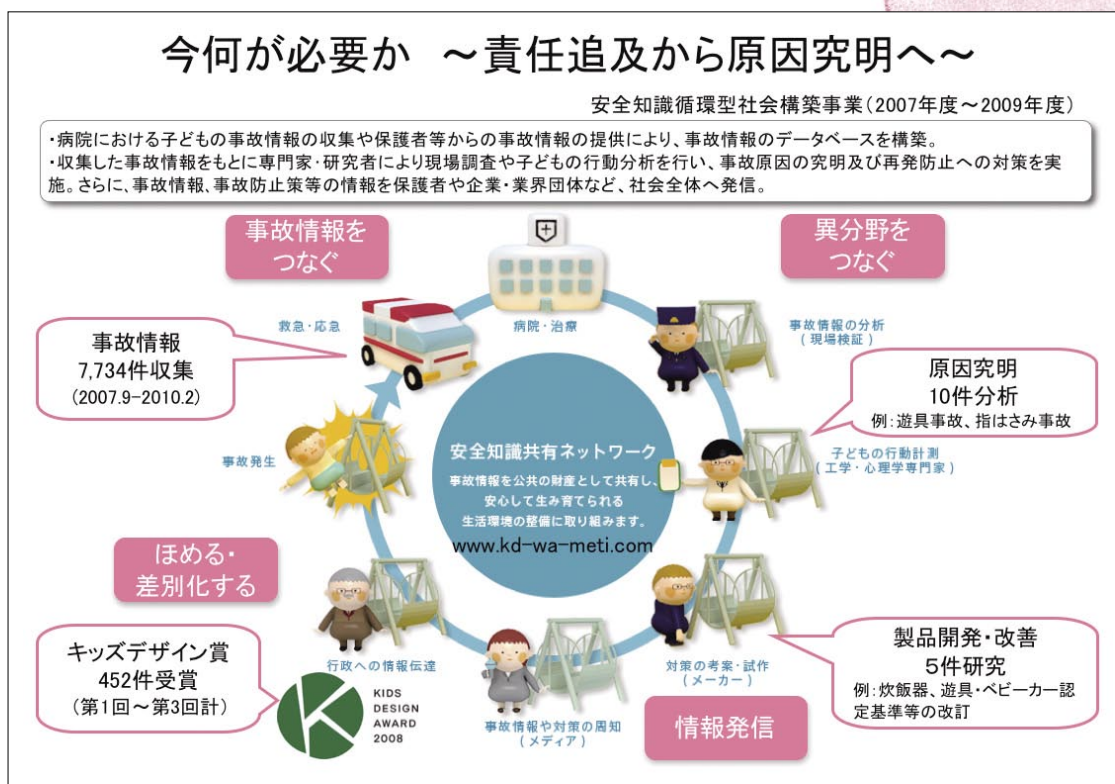 今何が必要か ～責任追及から原因究明へ～
安全知識循環型社会構築事業(2007年度～2009年度)
・病院における子どもの事故情報の収集や保護者等からの事故情報の提供により、事故情報のデータベースを構築。
・収集した事故情報をもとに専門家・研究者により現場調査や子どもの行動分析を行い、事故原因の究明及び再発防止への対策を実
施。さらに、事故情報、事故防止策等の情報を保護者や企業・業界団体など、社会全体へ発信。
事故情報を
つなぐ
異分野を
つなぐ
救急・応急
病院・治療
事故情報の分析
(現場検証)
事故情報
7,734件収集
(2007.9-2010.2)
原因究明
10件分析
例:遊具事故、指はさみ事故
事故発生
安全知識共有ネットワーク
事故情報を公共の財産として共有し、
安心して生み育てられる
生活環境の整備に取り組みます。
www.kd-wa-meti.com
子どもの行動計測
(工学・心理学専門家)
ほめる・
差別化する
キッズデザイン賞
452件受賞
(第1回～第3回計)
行政への情報伝達
KIDS
DESIGN
AWARD
2008
事故情報や対策の周知
(メディア)
対策の考案・試作
(メーカー)
情報発信
製品開発・改善
5件研究
例:炊飯器、遊具・ベビーカー認
定基準等の改訂